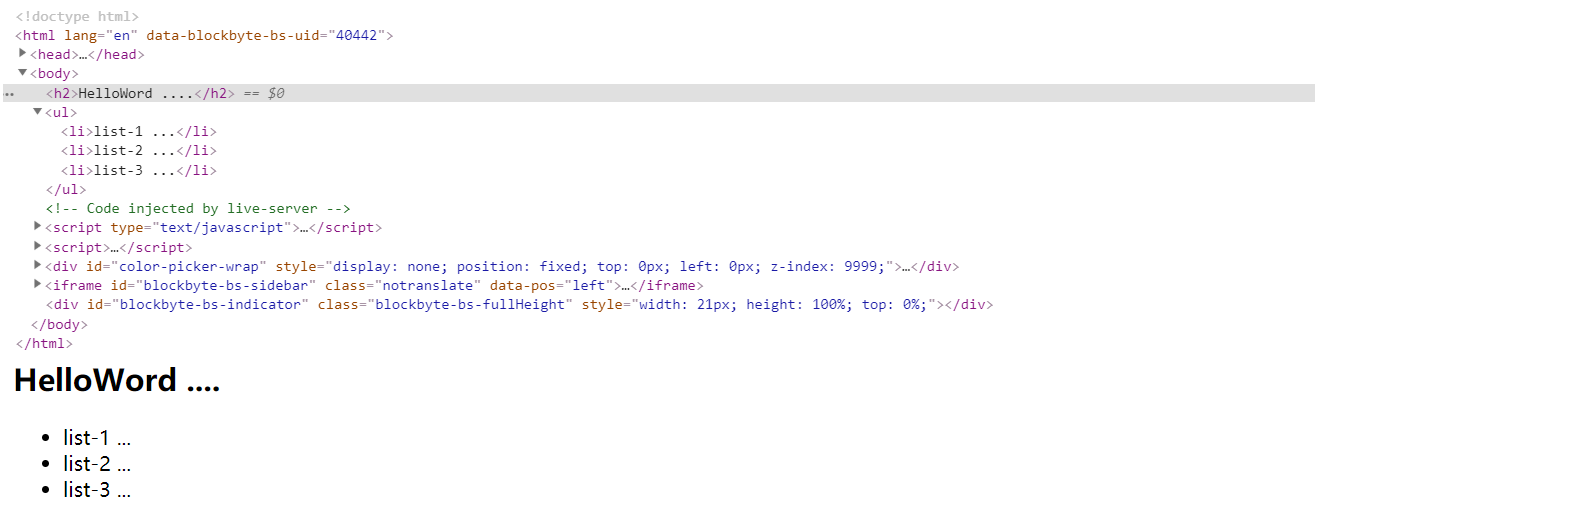 <!doctype html>
<html lang="en" data-blockbyte-bs-uid="40442">
<head>…</head>
<body>
<h2>HelloWord ....</h2> == $0
<ul>
<li>list-1 ...</li>
<li>list-2 ...</li>
<li>list-3 ...</li>
</ul>
<!-- Code injected by live-server -->
<script type="text/javascript">…</script>
<script>…</script>
<div id="color-picker-wrap" style="display: none; position: fixed; top: 0px; left: 0px; z-index: 9999;">…</div>
<iframe id="blockbyte-bs-sidebar" class="notranslate" data-pos="left">…</iframe>
<div id="blockbyte-bs-indicator" class="blockbyte-bs-fullHeight" style="width: 21px; height: 100%; top: 0%;"></div>
</body>
</html>
HelloWord ....
• list-1 ...
• list-2 ...
• list-3 ...